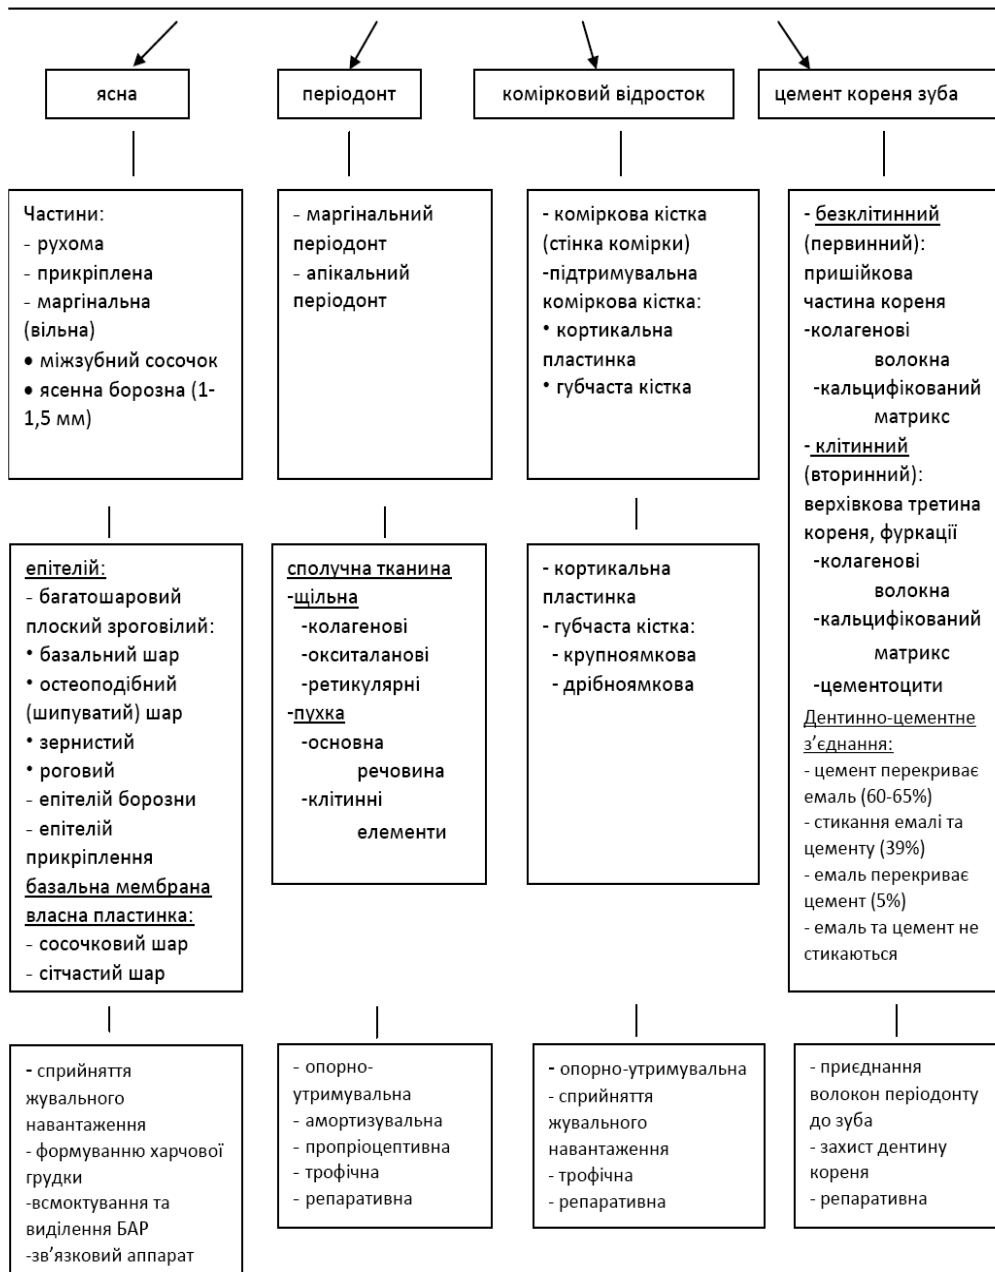 ясна
періодонт
комірковий відросток
цемент кореня зуба
Частини:
- рухома
- прикріплена
- маргінальна
(вільна)
• міжзубний сосочок
• ясенна борозна (1-
1,5 мм)
- маргінальний
періодонт
- апікальний
періодонт
- коміркова кістка
(стінка комірки)
-підтримувальна
коміркова кістка:
• кортикальна
пластинка
• губчаста кістка
- безклітинний
(первинний):
пришійкова
частина кореня
-колагенові
волокна
-кальцифікований
матрикс
- клітинний
(вторинний):
верхівкова третина
кореня, фуркації
-колагенові
волокна
-кальцифікований
матрикс
-цементоцити
Дентинно-цементне
з’єднання:
- цемент перекриває
емаль (60-65%)
- стикання емалі та
цементу (39%)
- емаль перекриває
цемент (5%)
- емаль та цемент не
стикаються
епітелій:
- багатошаровий
плоский зроговілий:
• базальний шар
• остеоподібний
(шипуватий) шар
• зернистий
• роговий
- епітелій борозни
- епітелій
прикріплення
базальна мембрана
власна пластинка:
- сосочковий шар
- сітчастий шар
сполучна тканина
-щільна
-колагенові
-окситаланові
-ретикулярні
-пухка
-основна
речовина
-клітинні
елементи
- кортикальна
пластинка
- губчаста кістка:
- крупноямкова
- дрібноямкова
- сприйняття
жувального
навантаження
- формуванню харчової
грудки
-всмоктування та
виділення БАР
-зв’язковий аппарат
- опорно-
утримувальна
- амортизувальна
- пропріоцептивна
- трофічна
- репаративна
- опорно-утримувальна
- сприйняття
жувального
навантаження
- трофічна
- репаративна
- приєднання
волокон періодонту
до зуба
- захист дентину
кореня
- репаративна